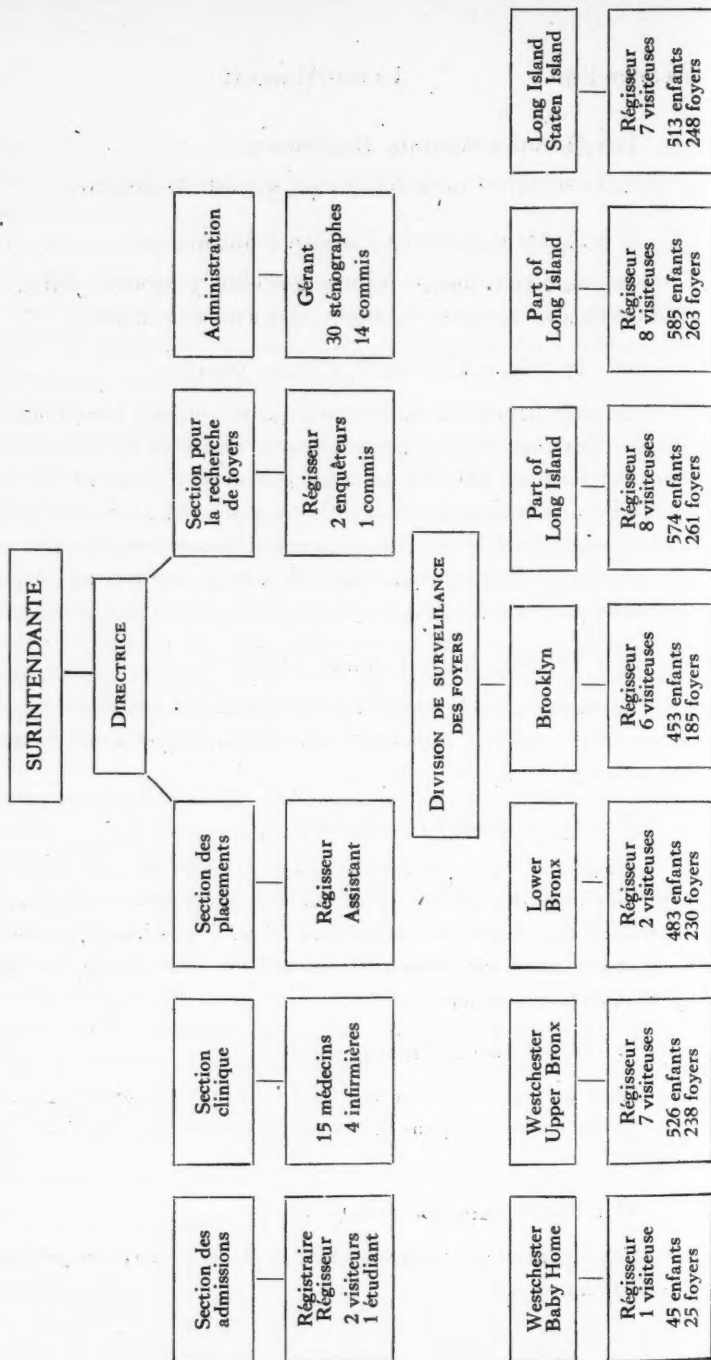 SURINTENDANTE
DIRECTRICE
Section des
admissions
Régistraire
Régisseur
2 visiteurs
1 étudiant
Section
clinique
15 médecins
4 infirmières
Section des
placements
Régisseur
Assistant
Section pour
la recherche
de foyers
Régisseur
2 enquêteurs
1 commis
Administration
Gérant
30 sténographes
14 commis
DIVISION DE SURVEILLANCE
DES FOYERS
Westchester
Baby Home
Régisseur
1 visiteuse
45 enfants
25 foyers
Westchester
Upper Bronx
Régisseur
7 visiteuses
526 enfants
238 foyers
Lower
Bronx
Régisseur
2 visiteuses
483 enfants
230 foyers
Brooklyn
Régisseur
6 visiteuses
453 enfants
185 foyers
Part of
Long Island
Régisseur
8 visiteuses
574 enfants
261 foyers
Part of
Long Island
Régisseur
8 visiteuses
585 enfants
263 foyers
Long Island
Staten Island
Régisseur
7 visiteuses
513 enfants
248 foyers